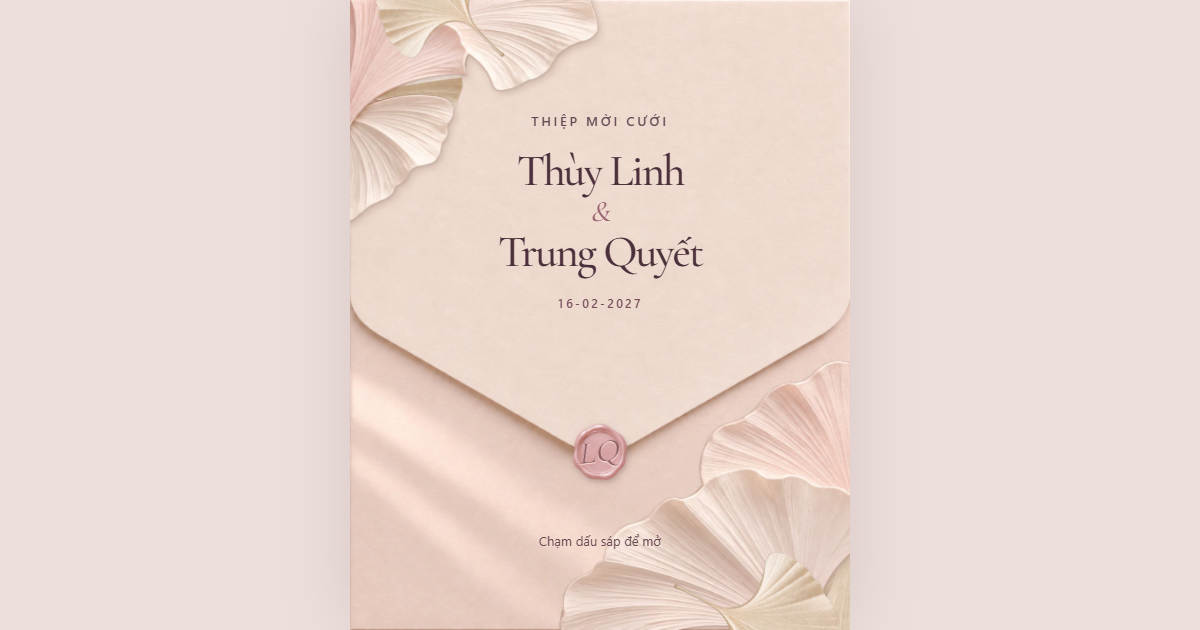 THIỆP MỜI CƯỚI
Thùy Linh
&
Trung Quyết
16-02-2027
LQ
Chạm dấu sáp để mở